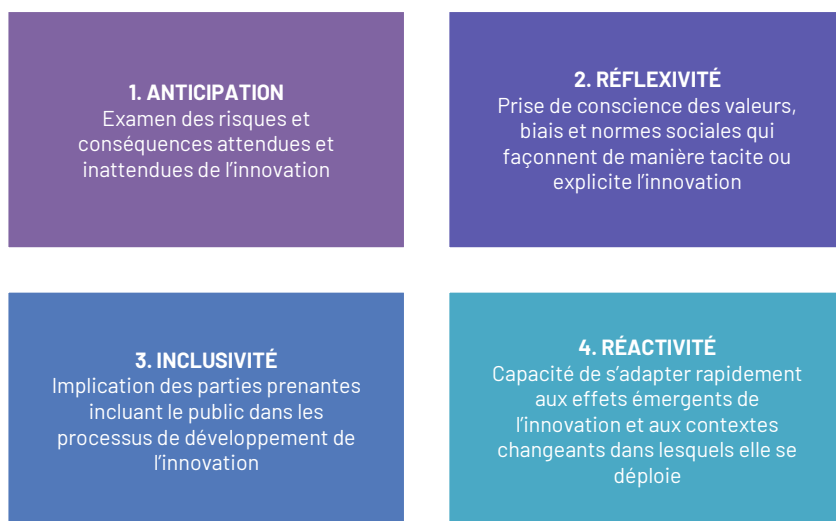 1. ANTICIPATION
Examen des risques et
conséquences attendues et
inattendues de l'innovation
2. RÉFLEXIVITÉ
Prise de conscience des valeurs,
biais et normes sociales qui
façonnent de manière tacite ou
explicite l'innovation
3. INCLUSIVITÉ
Implication des parties prenantes
incluant le public dans les
processus de développement de
l'innovation
4. RÉACTIVITÉ
Capacité de s'adapter rapidement
aux effets émergents de
l'innovation et aux contextes
changeants dans lesquels elle se
déploie